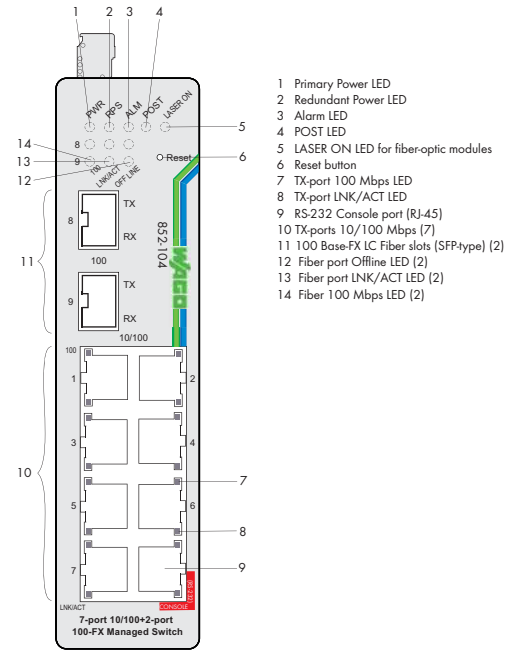 1 2 3 4
PWR RPS ALM POST LASER ON
5
8
14
13 9 100 LNK/ACT OFF LINE
Reset 6
12
TX
8
RX
100
11
852-104
WAGO
TX
9
RX
10/100
100
1 2
3 4
10
7
5 6
8
9
7
(RS-232)
LNK/ACT CONSOLE
7-port 10/100+2-port
100-FX Managed Switch
1 Primary Power LED
2 Redundant Power LED
3 Alarm LED
4 POST LED
5 LASER ON LED for fiber-optic modules
6 Reset button
7 TX-port 100 Mbps LED
8 TX-port LNK/ACT LED
9 RS-232 Console port (RJ-45)
10 TX-ports 10/100 Mbps (7)
11 100 Base-FX LC Fiber slots (SFP-type) (2)
12 Fiber port Offline LED (2)
13 Fiber port LNK/ACT LED (2)
14 Fiber 100 Mbps LED (2)